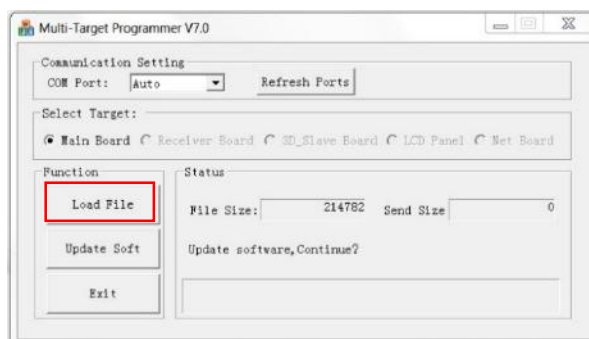 Multi-Target Programmer V7.0
Communication Setting
COM Port: Auto Refresh Ports
Select Target:
Main Board Receiver Board SD_Slave Board LCD Panel Net Board
Function Status
Load File File Size: 214782 Send Size 0
Update Soft Update software,Continue?
Exit